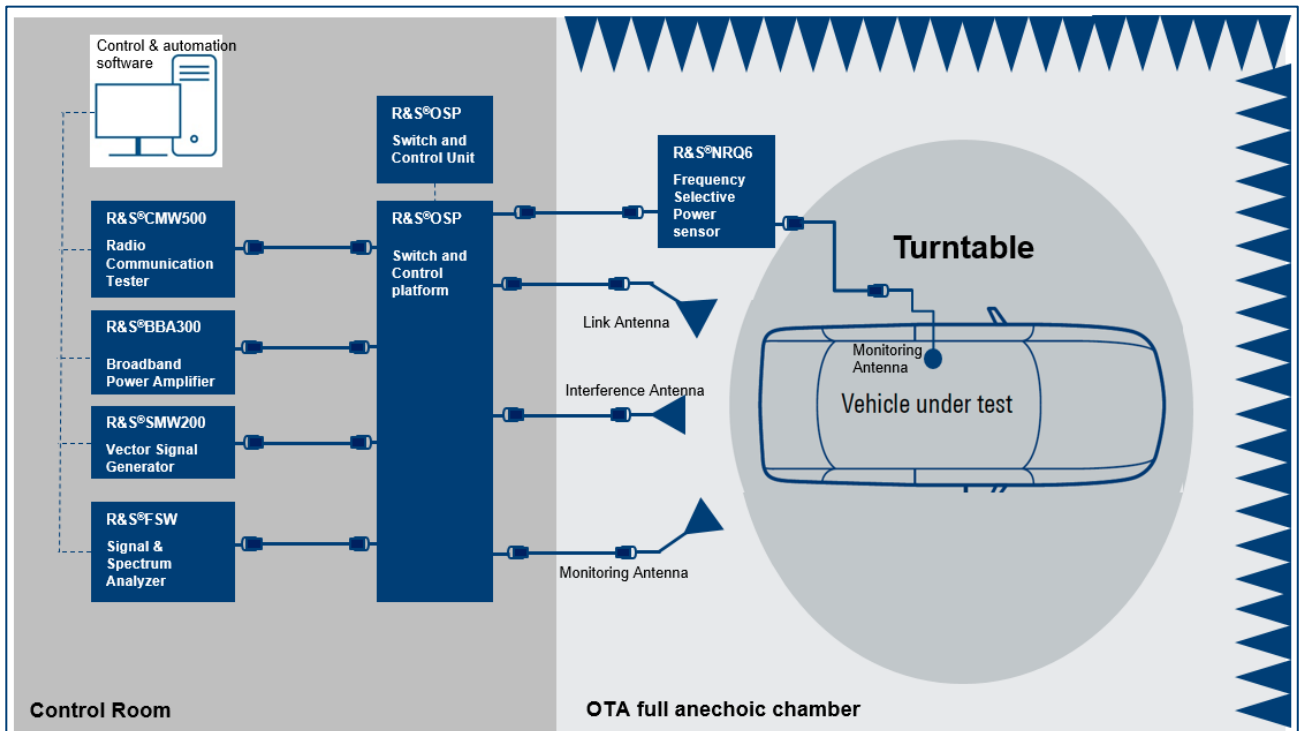 Control & automation
software
R&S®OSP
Switch and
Control Unit
R&S®NRQ6
Frequency
Selective
Power
sensor
R&S®CMW500
Radio
Communication
Tester
R&S®OSP
Switch and
Control
platform
Turntable
Link Antenna
R&S®BBA300
Broadband
Power Amplifier
Monitoring
Antenna
Interference Antenna
Vehicle under test
R&S®SMW200
Vector Signal
Generator
R&S®FSW
Signal &
Spectrum
Analyzer
Monitoring Antenna
Control Room
OTA full anechoic chamber